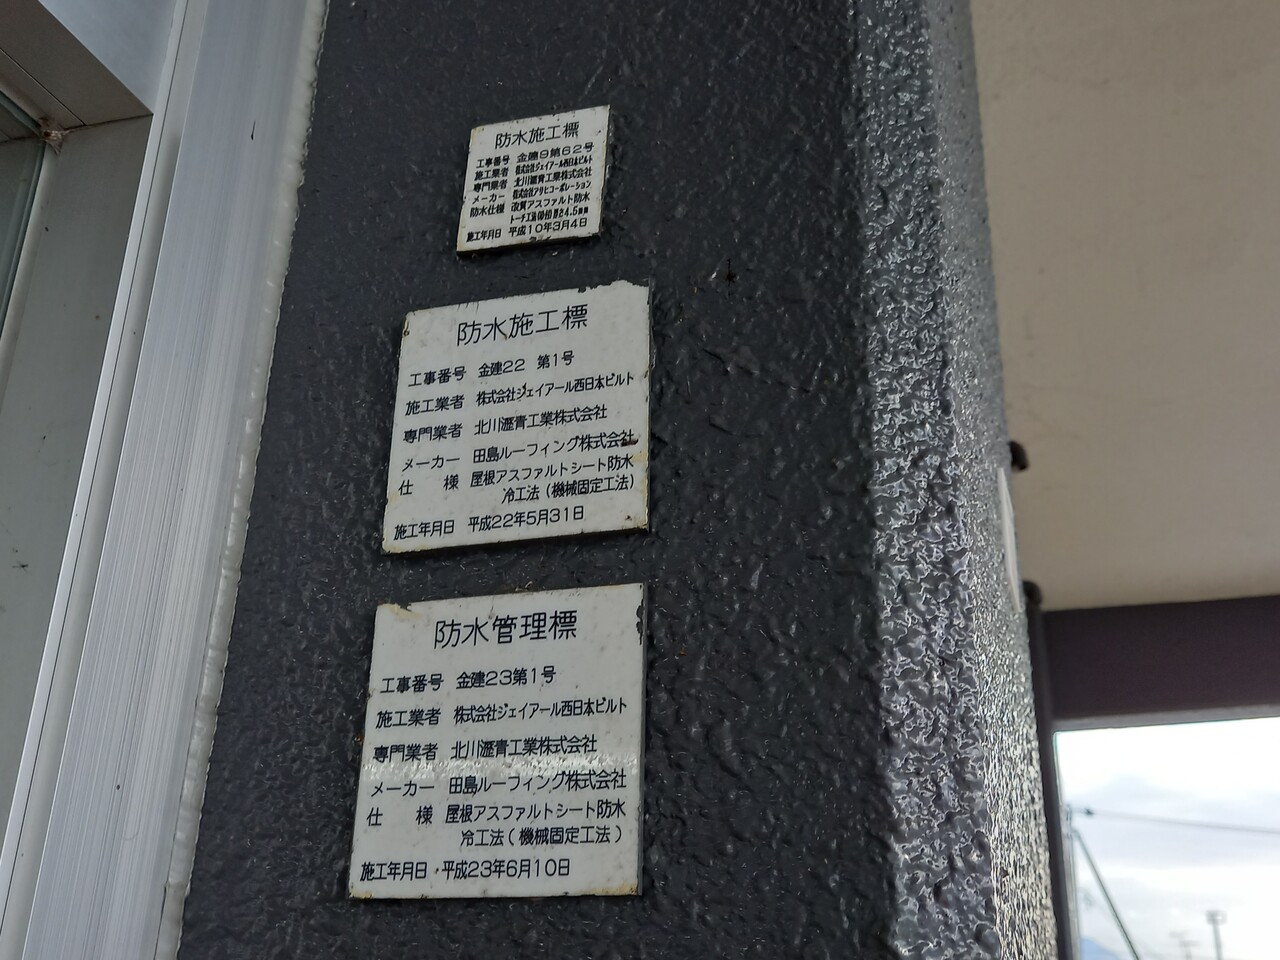 防水施工標
工事番号 金建9第62号
施工業者 株式会社ジェイアール西日本ビルト
専門業者 北川瀝青工業株式会社
メーカー 株式会社アサヒコーポレーション
防水仕様 改質アスファルト防水
トーチ工法
施工年月日 平成10年3月4日
防水施工標
工事番号 金建22 第1号
施工業者 株式会社ジェイアール西日本ビルト
専門業者 北川瀝青工業株式会社
メーカー 田島ルーフィング株式会社
仕 様 屋根アスファルトシート防水
冷工法(機械固定工法)
施工年月日 平成22年5月31日
防水管理標
工事番号 金建23第1号
施工業者 株式会社ジェイアール西日本ビルト
専門業者 北川瀝青工業株式会社
メーカー 田島ルーフィング株式会社
仕 様 屋根アスファルトシート防水
冷工法(機械固定工法)
施工年月日 平成23年6月10日